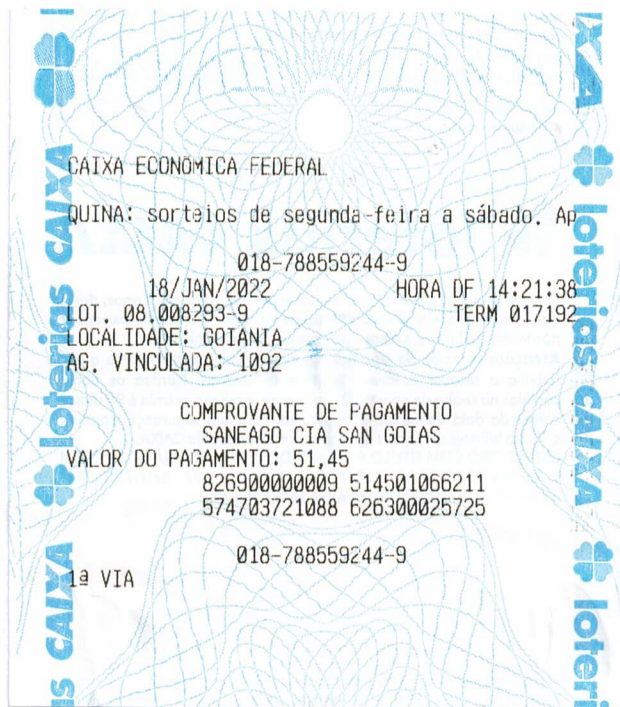 CAIXA ECONÔMICA FEDERAL
QUINA: sorteios de segunda-feira a sábado. Ap
018-788559244-9
18/JAN/2022 HORA DF 14:21:38
LOT. 08.008293-9 TERM 017192
LOCALIDADE: GOIANIA
AG. VINCULADA: 1092
COMPROVANTE DE PAGAMENTO
SANEAGO CIA SAN GOIAS
VALOR DO PAGAMENTO: 51,45
826900000009 514501066211
574703721088 626300025725
018-788559244-9
1ª VIA
loterias CAIXA
CAIXA
loterias CAIXA
loteri